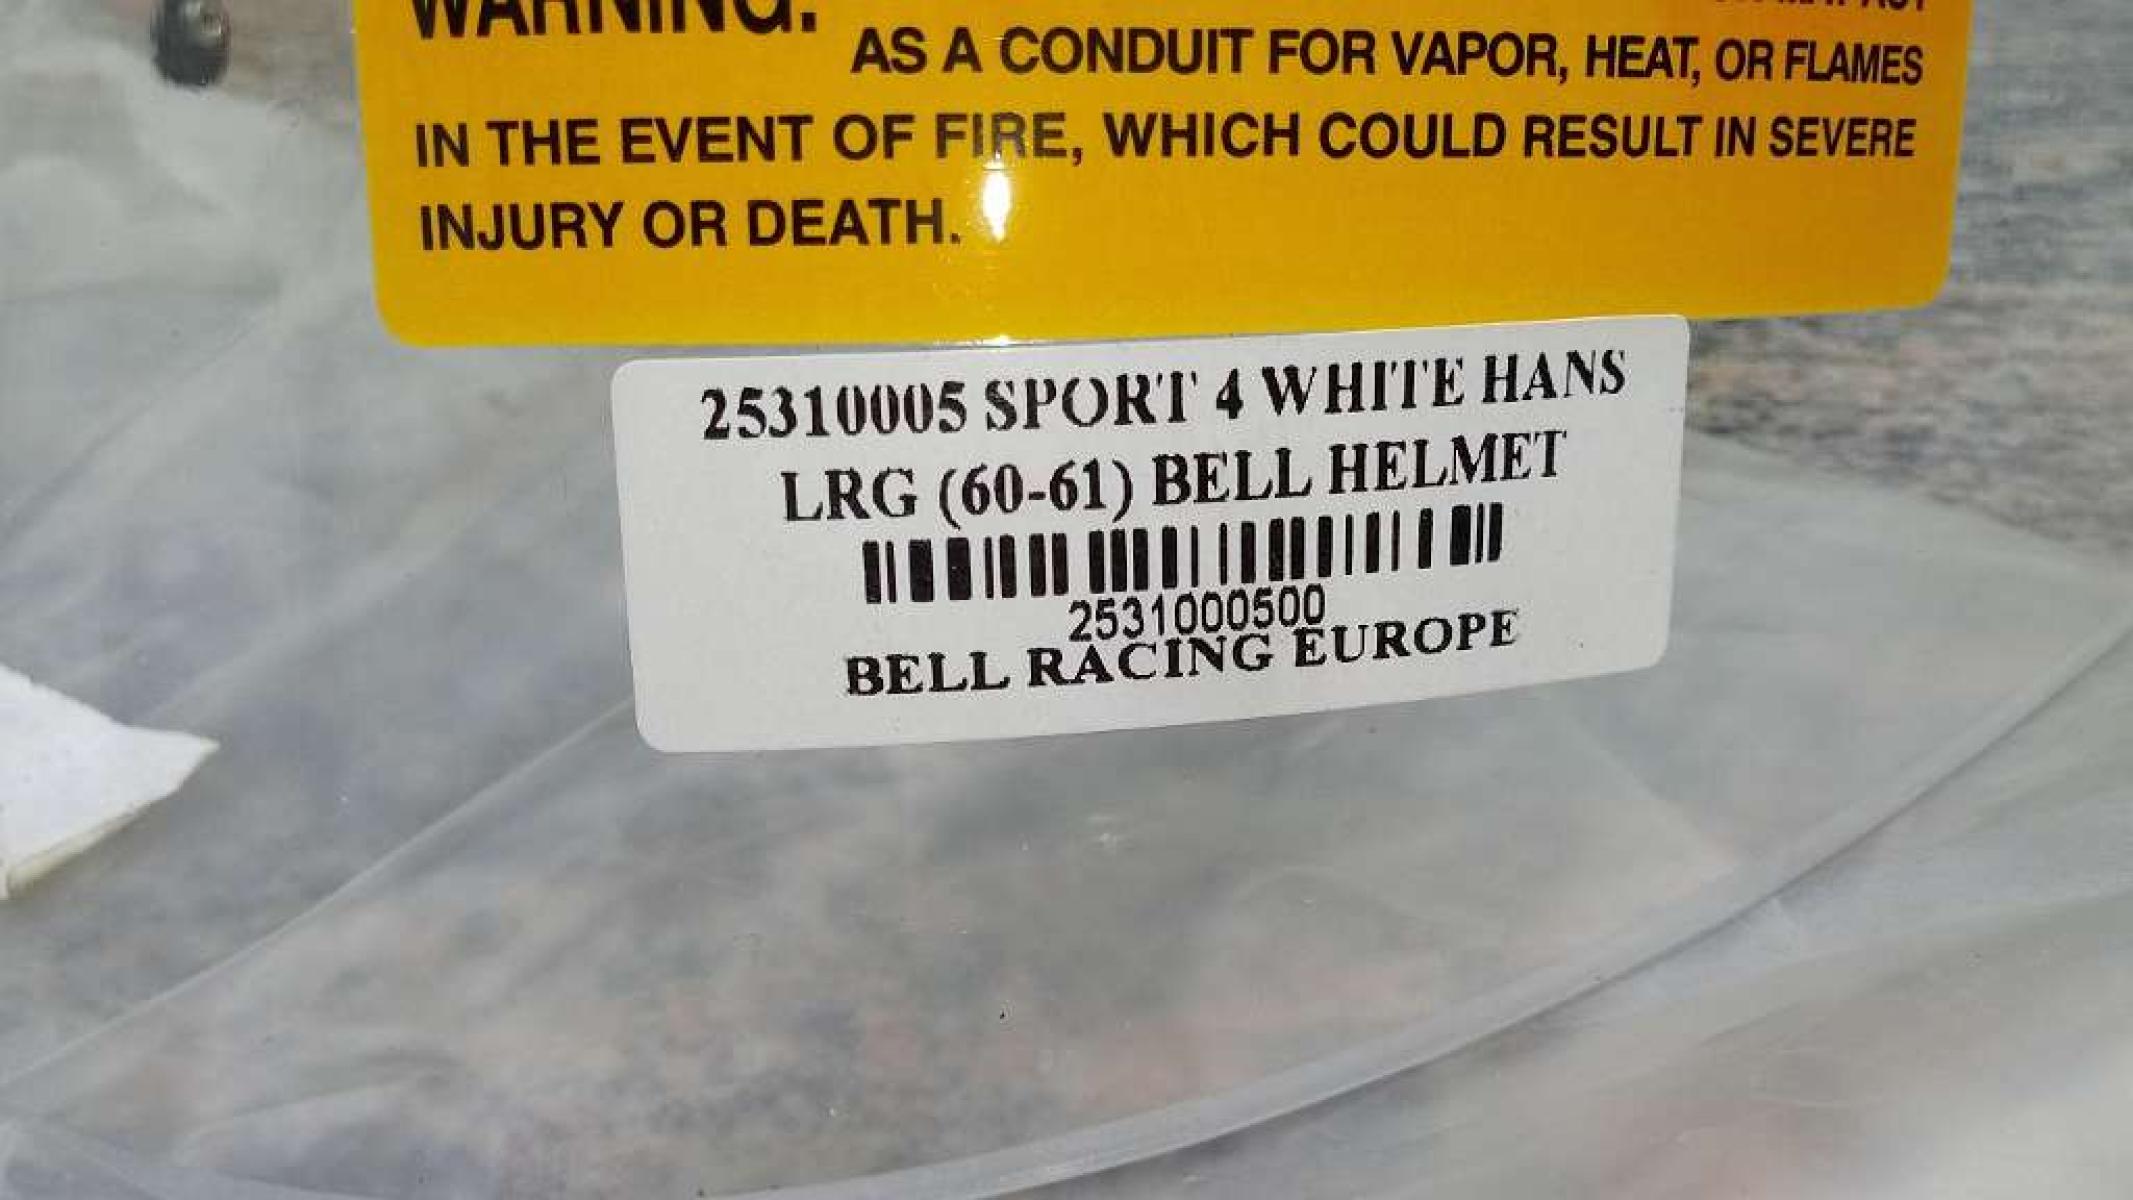 WARNING:
AS A CONDUIT FOR VAPOR, HEAT, OR FLAMES
IN THE EVENT OF FIRE, WHICH COULD RESULT IN SEVERE
INJURY OR DEATH.
25310005 SPORT 4 WHITE HANS
LRG (60-61) BELL HELMET
2531000500
BELL RACING EUROPE